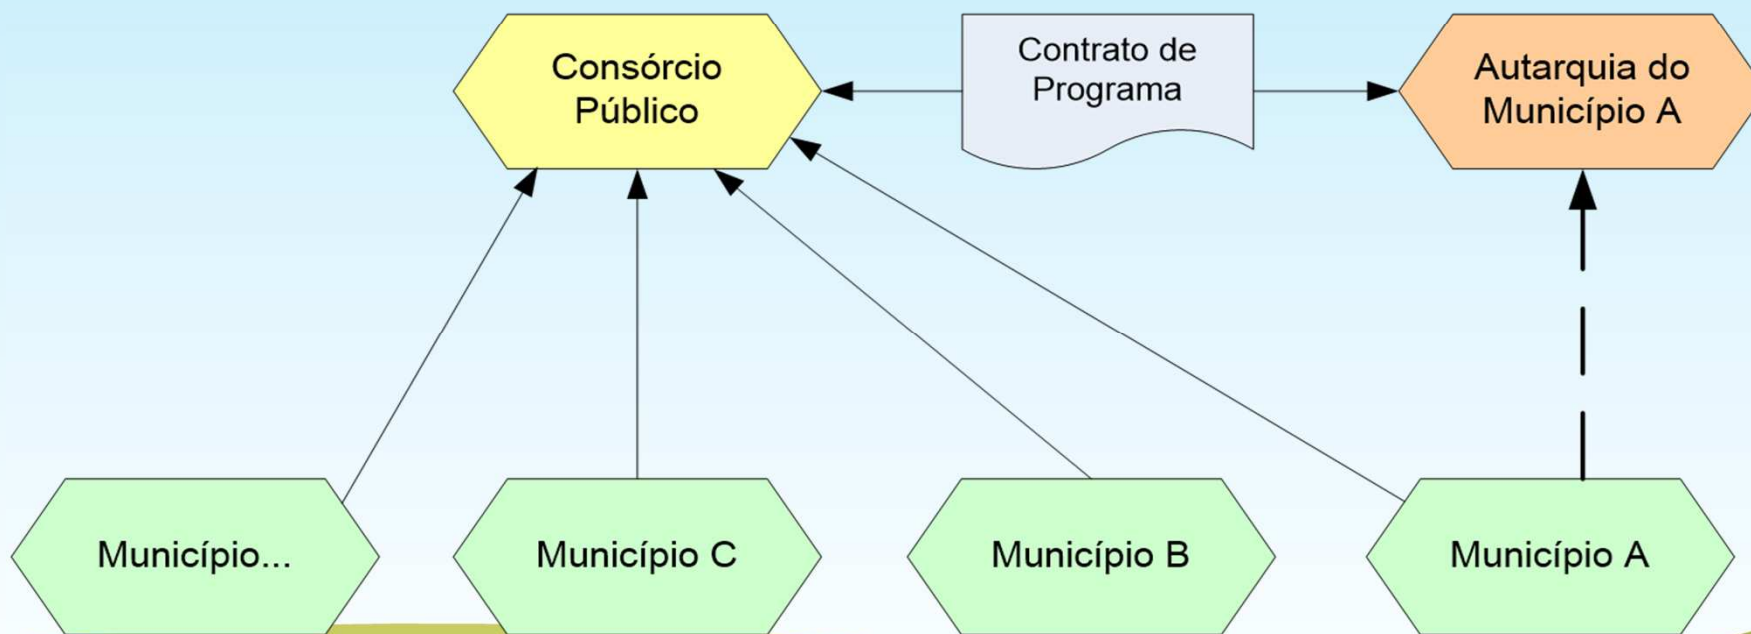 Consórcio
Público
Contrato de
Programa
Autarquia do
Município A
Município...
Município C
Município B
Município A